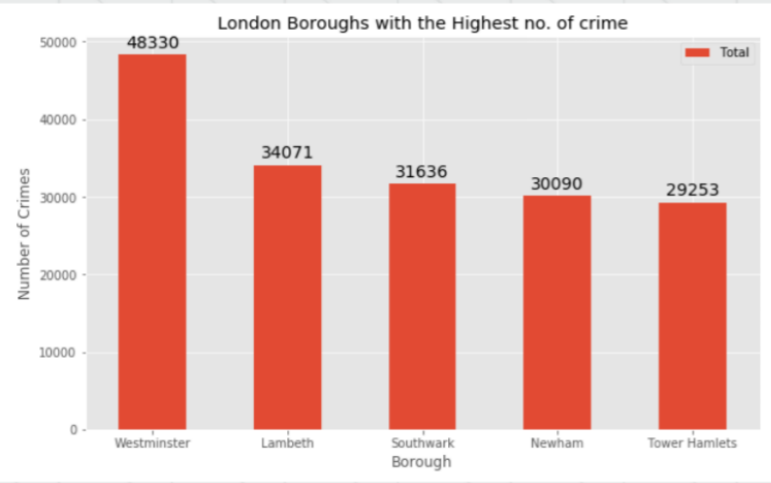 London Boroughs with the Highest no. of crime
Total
Number of Crimes
50000
40000
30000
20000
10000
0
48330
34071
31636
30090
29253
Westminster
Lambeth
Southwark
Newham
Tower Hamlets
Borough